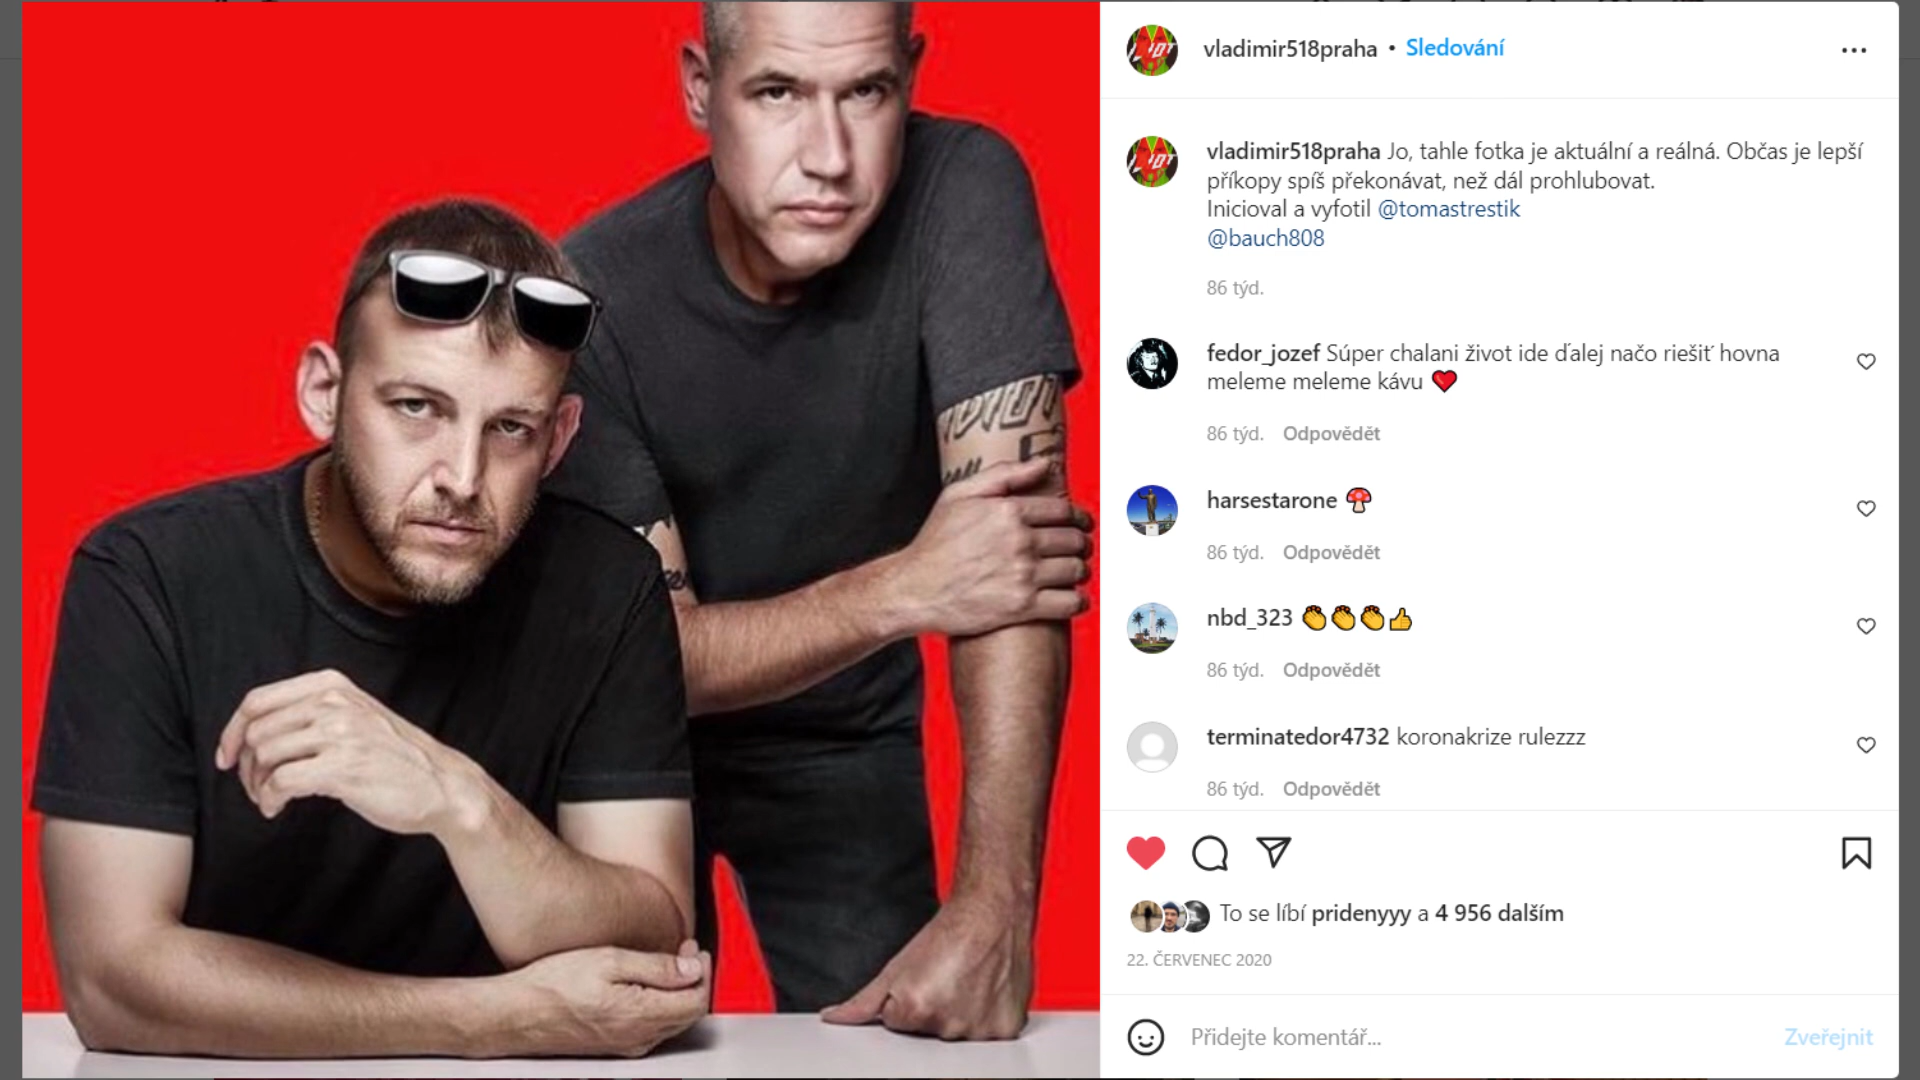 vladimir518praha • Sledování
vladimir518praha Jo, tahle fotka je aktuální a reálná. Občas je lepší
příkopy spíš překonávat, než dál prohlubovat.
Inicioval a vyfotil @tomastrestik
@bauch808
86 týd.
fedor_jozef Súper chalani život ide ďalej načo riešiť hovna
meleme meleme kávu ❤️
86 týd. Odpovědět
harsestarone 🍄
86 týd. Odpovědět
nbd_323 👏👏👏👍
86 týd. Odpovědět
terminatedor4732 koronakrize rulezzz
86 týd. Odpovědět
To se líbí pridenyyy a 4 956 dalším
22. ČERVENEC 2020
Přidejte komentář...
Zveřejnit